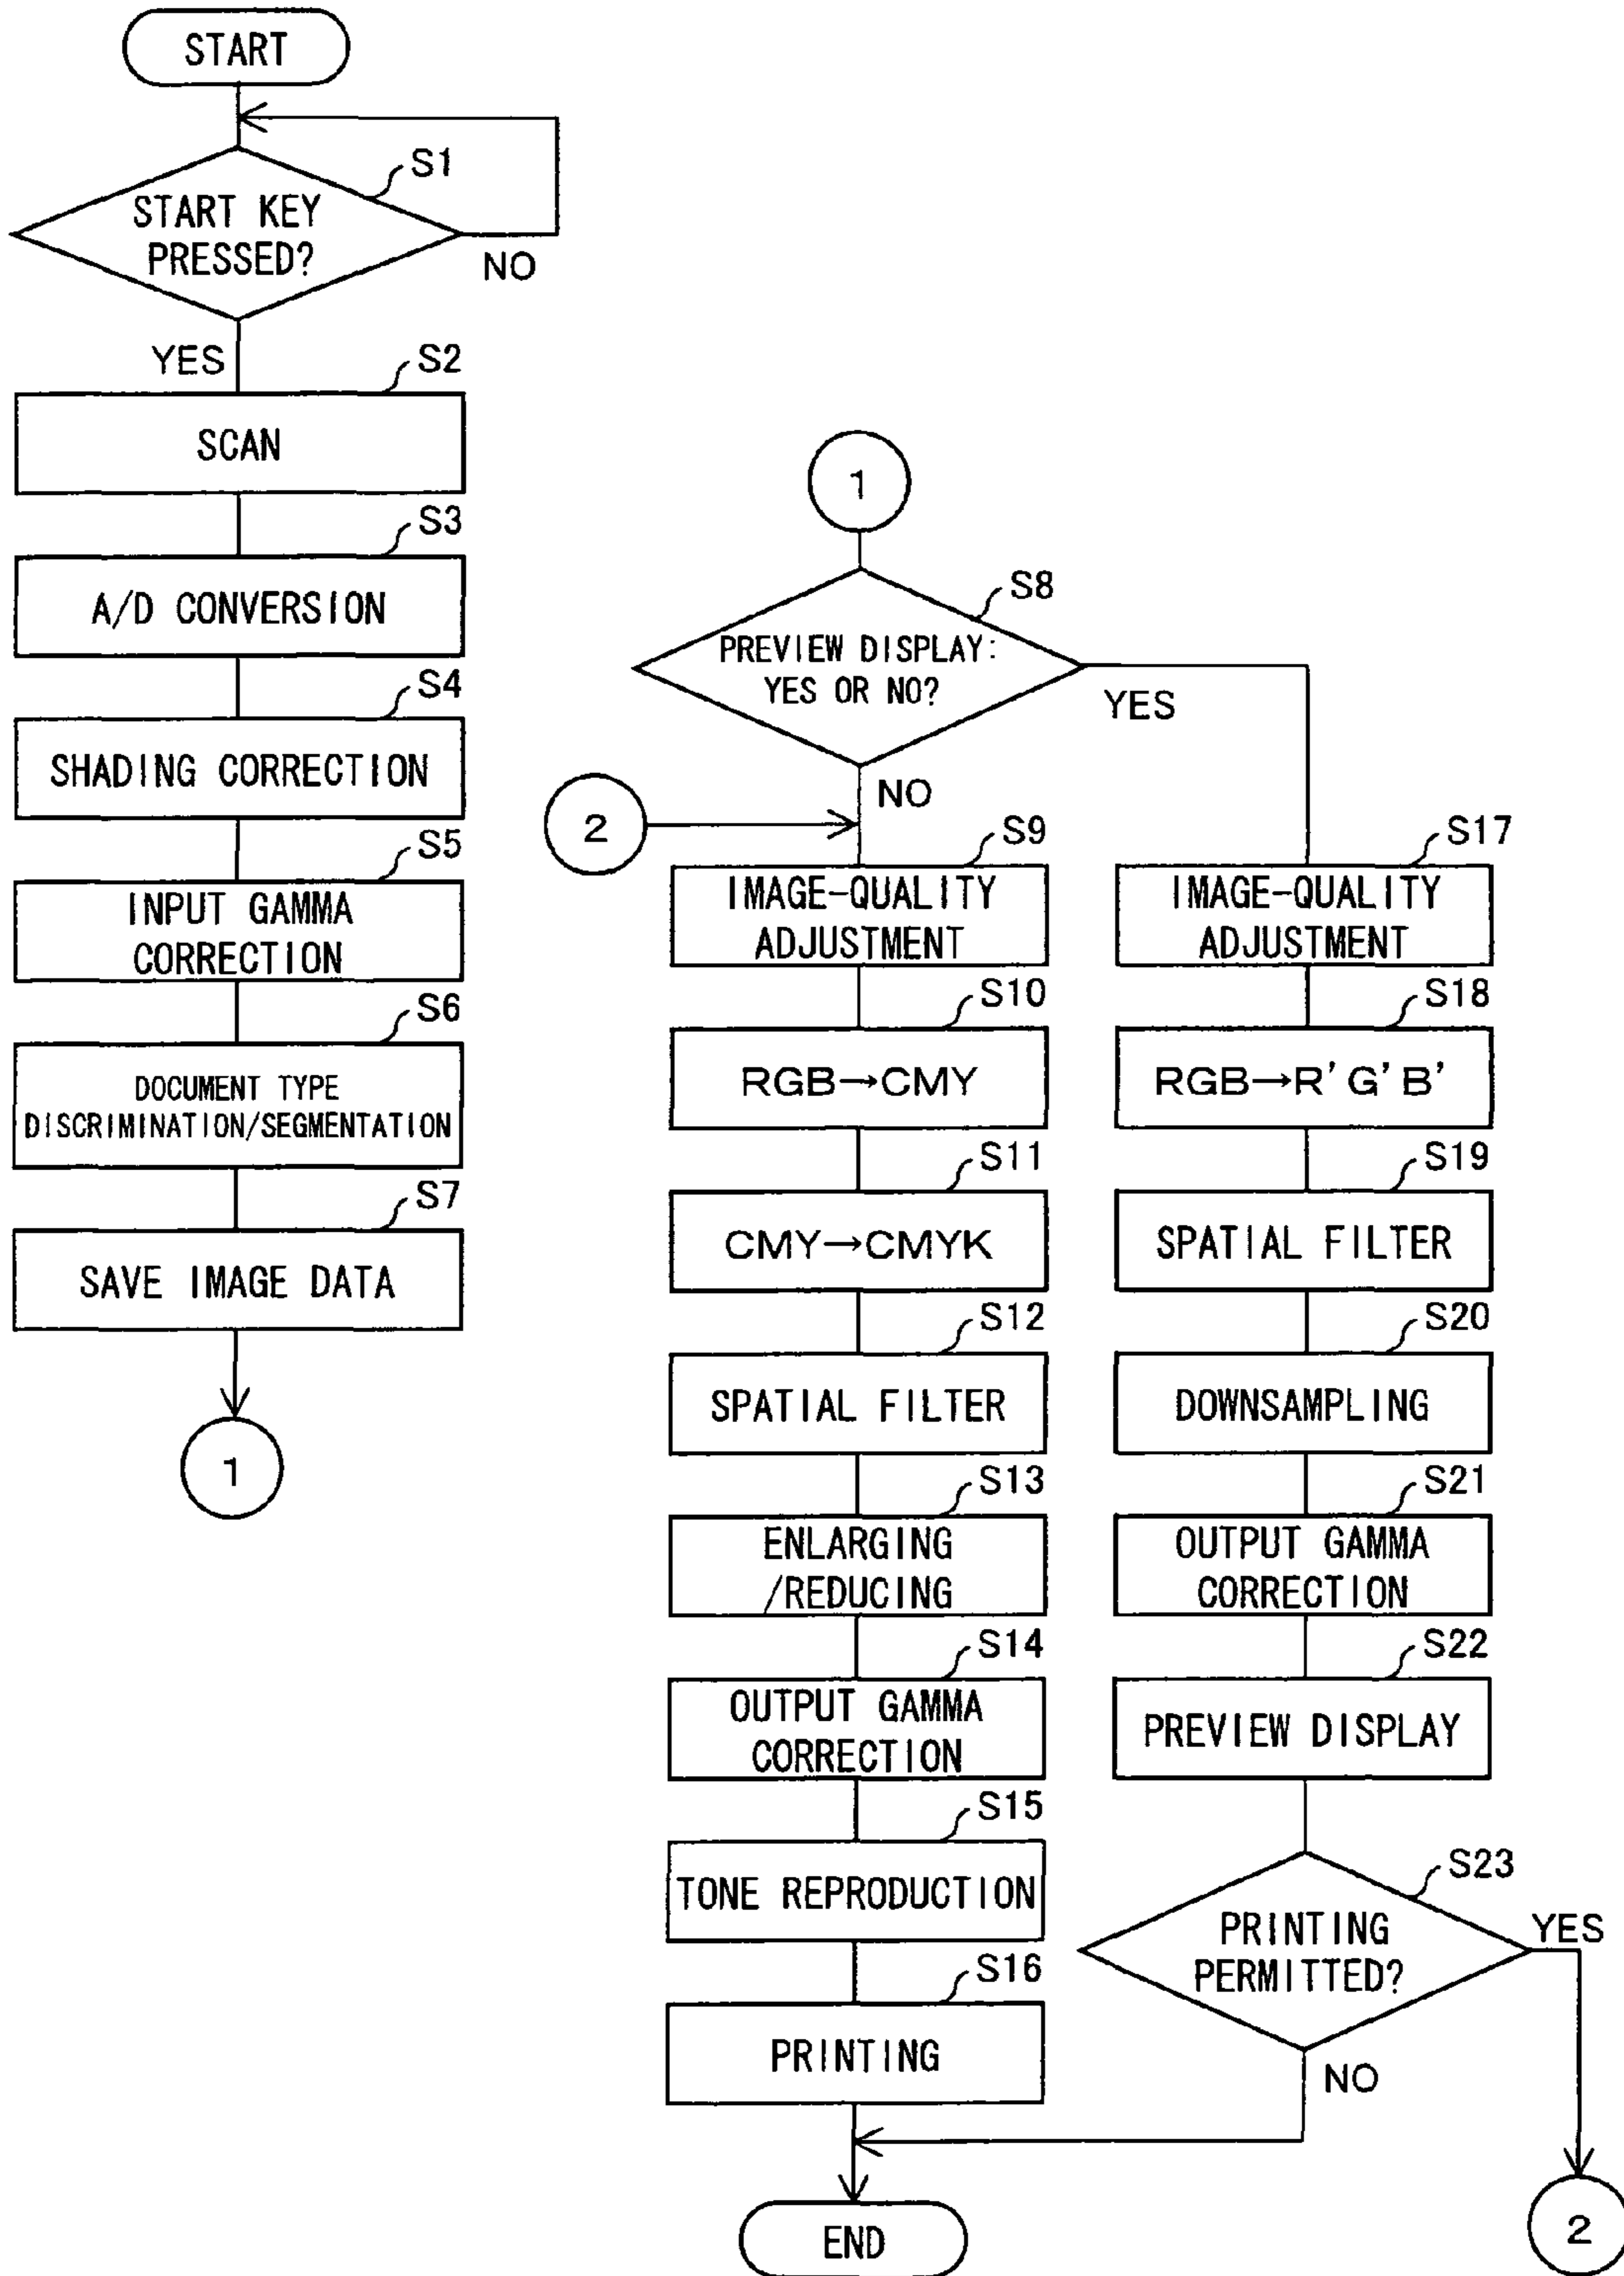 START
S1
START KEY
PRESSED?
NO
YES
S2
SCAN
S3
A/D CONVERSION
S4
SHADING CORRECTION
S5
INPUT GAMMA
CORRECTION
S6
DOCUMENT TYPE
DISCRIMINATION/SEGMENTATION
S7
SAVE IMAGE DATA
1
1
S8
PREVIEW DISPLAY:
YES OR NO?
YES
NO
2
S9
IMAGE-QUALITY
ADJUSTMENT
S10
RGB→CMY
S11
CMY→CMYK
S12
SPATIAL FILTER
S13
ENLARGING
/REDUCING
S14
OUTPUT GAMMA
CORRECTION
S15
TONE REPRODUCTION
S16
PRINTING
END
S17
IMAGE-QUALITY
ADJUSTMENT
S18
RGB→R'G'B'
S19
SPATIAL FILTER
S20
DOWNSAMPLING
S21
OUTPUT GAMMA
CORRECTION
S22
PREVIEW DISPLAY
S23
PRINTING
PERMITTED?
YES
NO
2